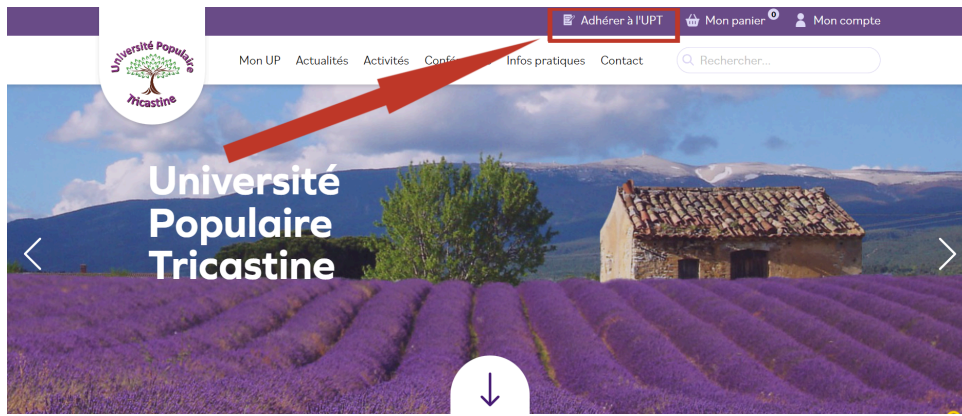 Adhérer à l'UPT Mon panier 0 Mon compte
Université Populaire
Tricastine
Mon UP Actualités Activités Infos pratiques Contact Rechercher...
Université
Populaire
Tricastine